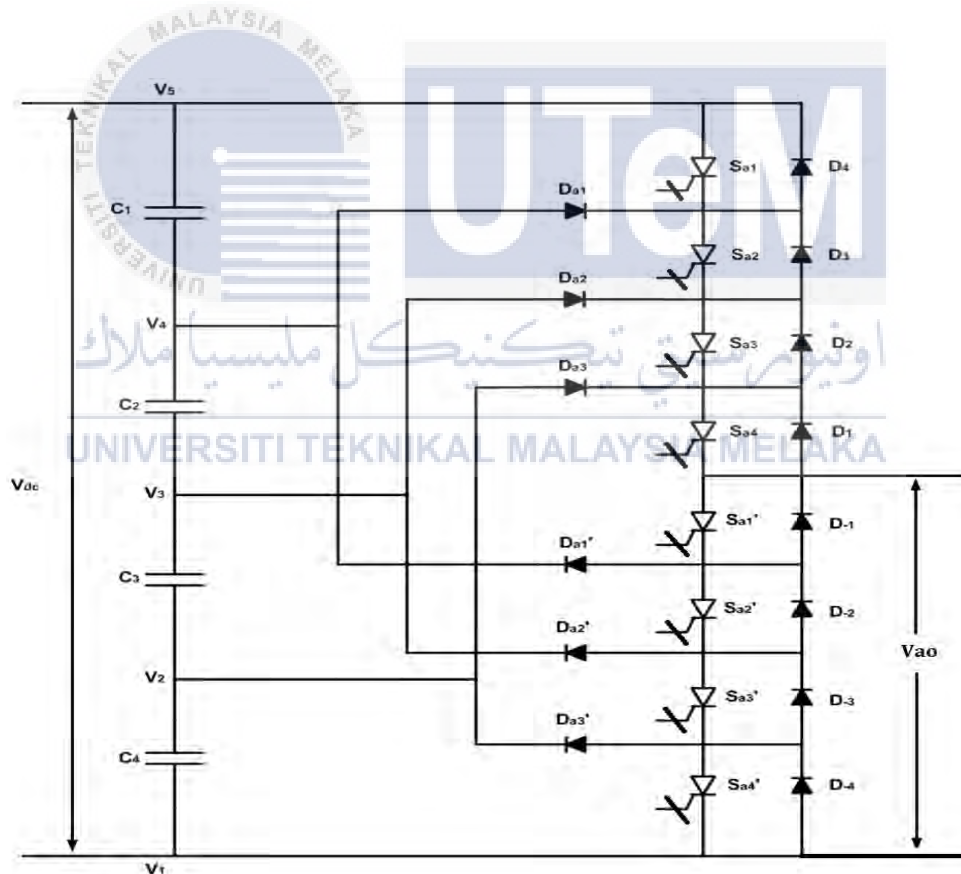 UNIVERSITI TEKNIKAL MALAYSIA MELAKA
UTeM
اونيورسيتي تيكنيكل مليسيا ملاك
UNIVERSITI TEKNIKAL MALAYSIA MELAKA
V5
Sa1
D4
Da1
C1
Sa2
D3
Da2
V4
Sa3
D2
Da3
C2
Sa4
D1
Vdc
V3
Sa1'
D-1
Da1'
C3
Sa2'
D-2
Da2'
Vao
V2
Sa3'
D-3
Da3'
C4
Sa4'
D-4
V1